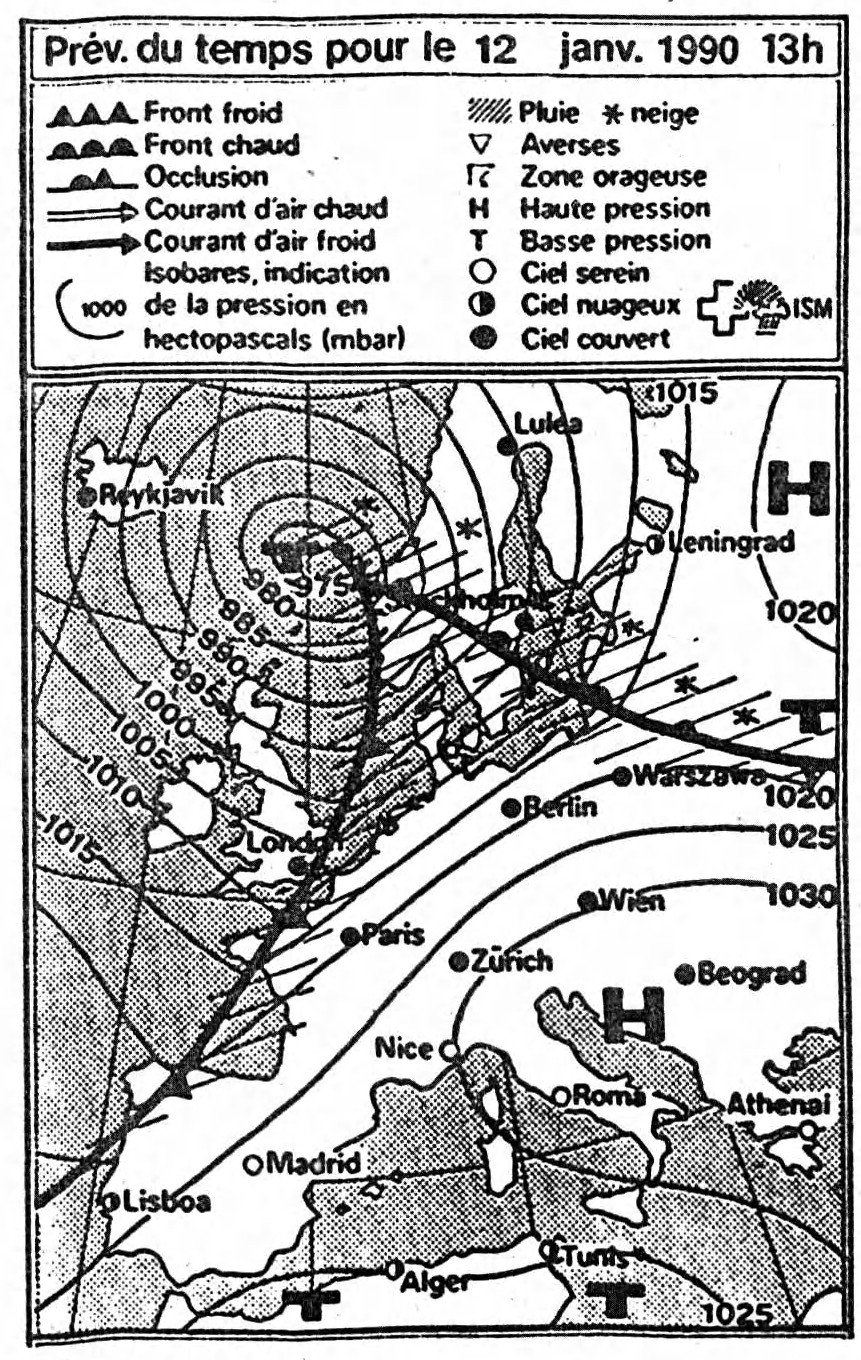 Prév. du temps pour le 12 janv. 1990 13h
Front froid
Front chaud
Occlusion
Courant d'air chaud
Courant d'air froid
Isobares, indication
1000 de la pression en
hectopascals (mbar)
Pluie * neige
Averses
Zone orageuse
H Haute pression
T Basse pression
Ciel serein
Ciel nuageux
Ciel couvert
ISM
1015
Luleå
H
Reykjavik
Leningrad
975
980
1020
985
990
995
T
1000
1005
Warszawa
1010
1020
Berlin
1015
1025
London
1030
Wien
Paris
Zürich
Beograd
H
Nice
Roma
Athenai
Madrid
Lisboa
Tunis
Alger
T
T
1025